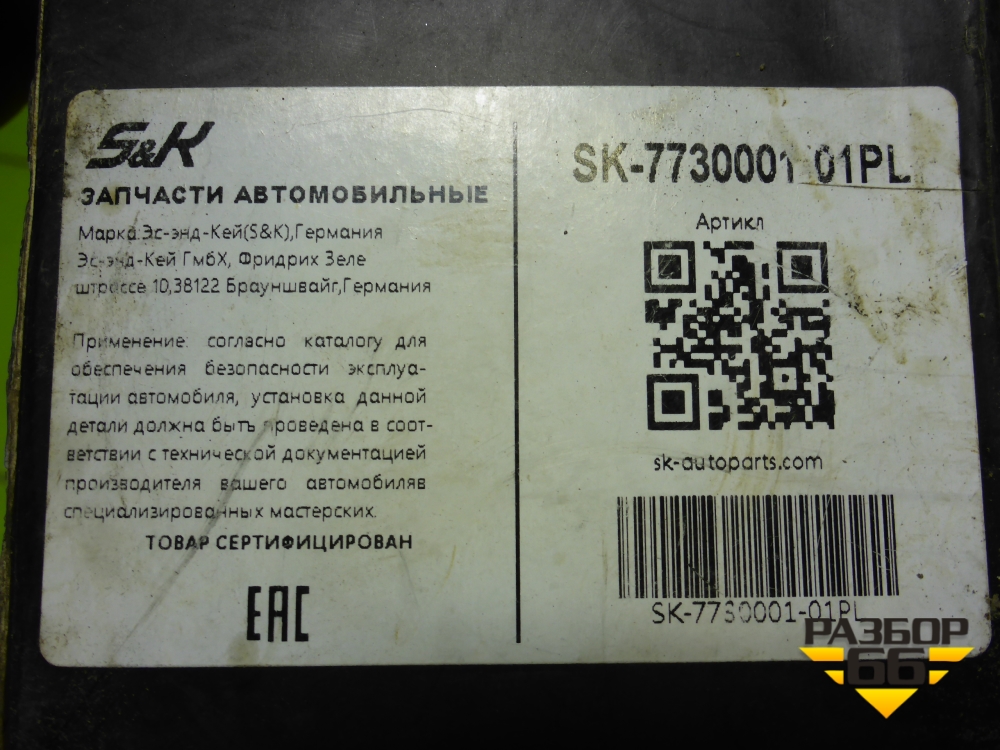 S&K
ЗАПЧАСТИ АВТОМОБИЛЬНЫЕ
Марка:Эс-энд-Кей(S&K),Германия
Эс-энд-Кей ГмбХ, Фридрих Зеле
штрассе 10,38122 Брауншвайг,Германия
Применение: согласно каталогу для
обеспечения безопасности эксплуа-
тации автомобиля, установка данной
детали должна быть проведена в соот-
ветствии с технической документацией
производителя вашего автомобиляв
специализированных мастерских.
ТОВАР СЕРТИФИЦИРОВАН
EAC
SK-7730001-01PL
Артикл
sk-autoparts.com
SK-7730001-01PL
РАЗБОР
66